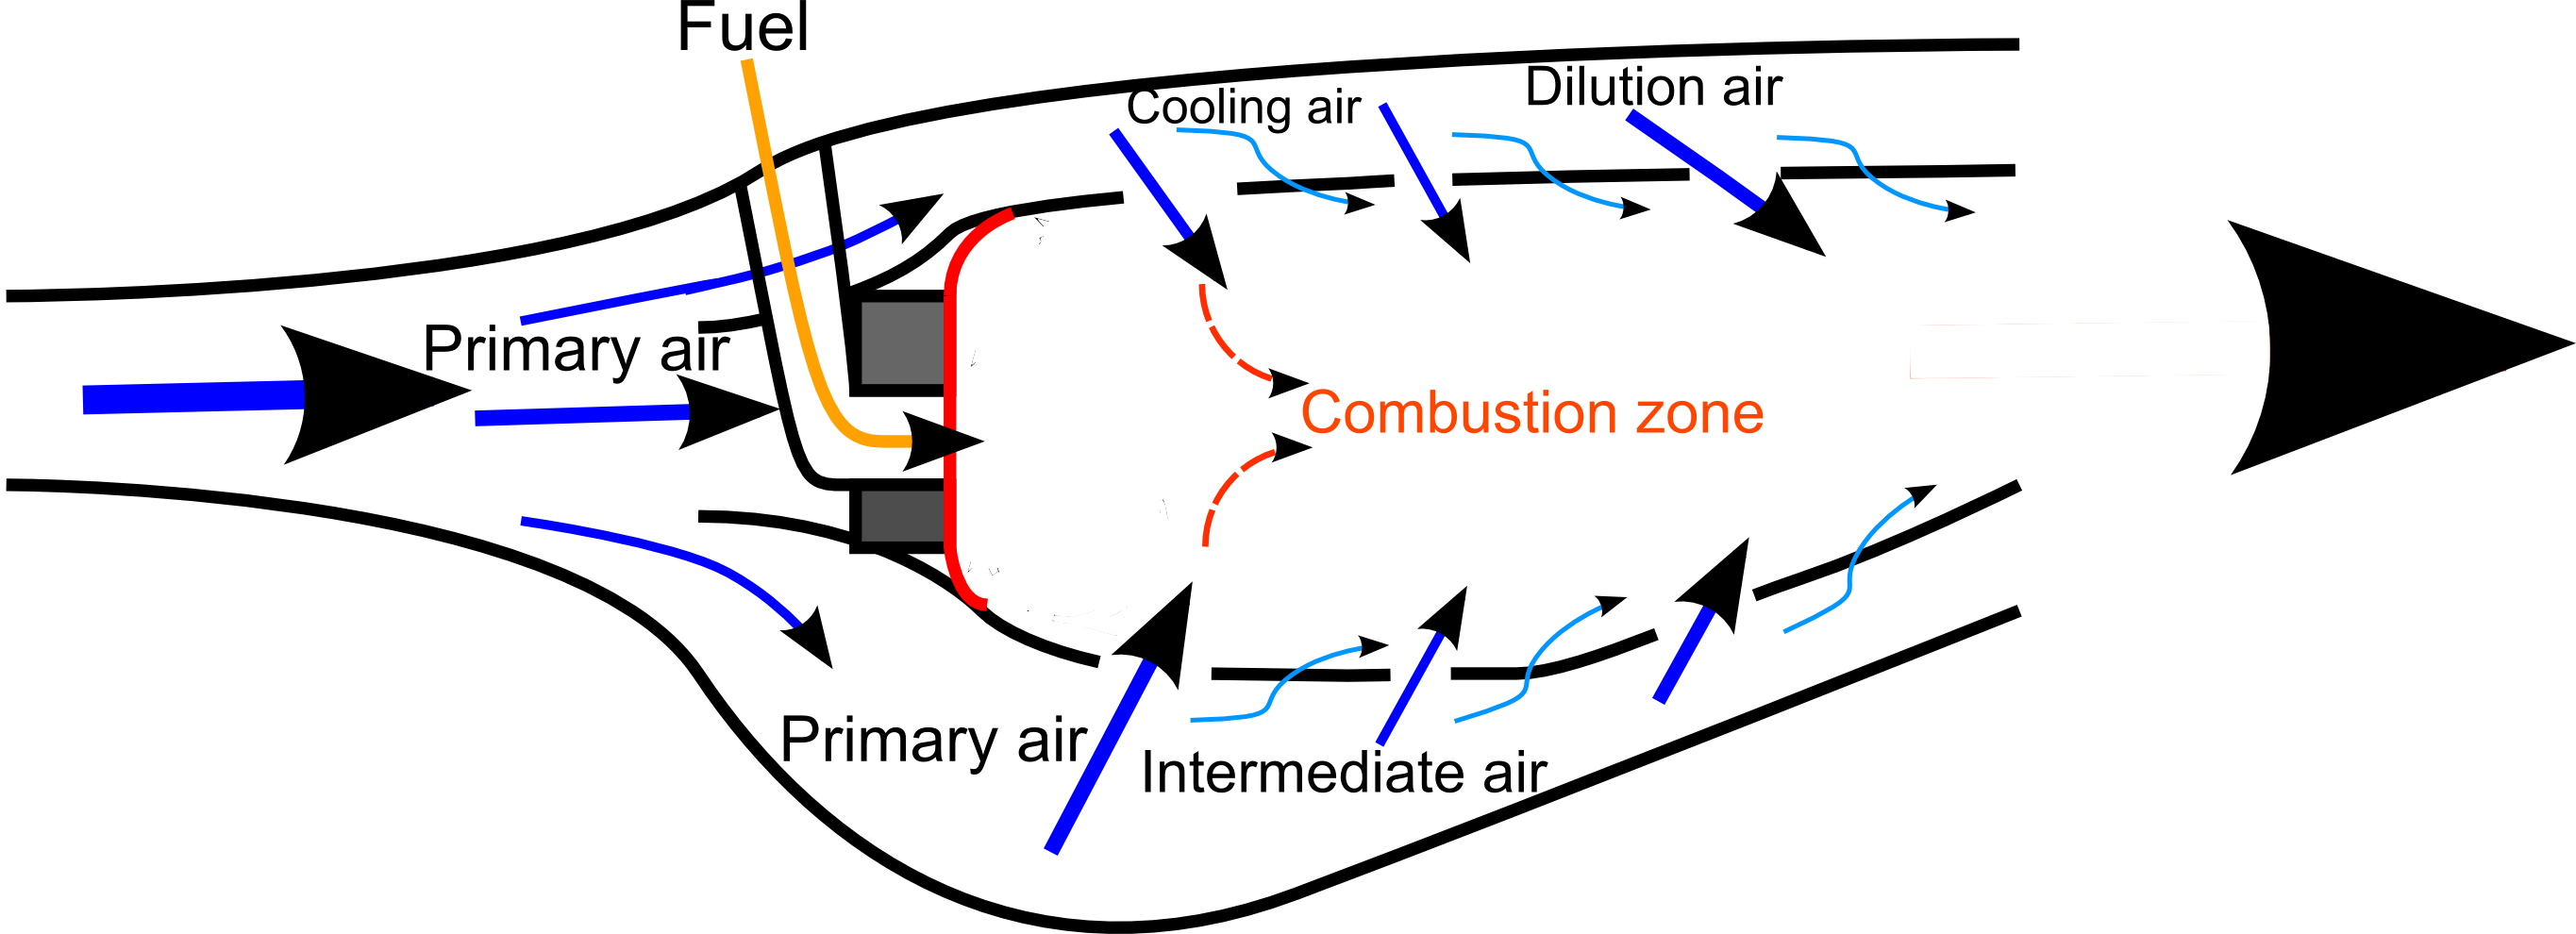 Fuel
Cooling air
Dilution air
Primary air
Combustion zone
Primary air
Intermediate air